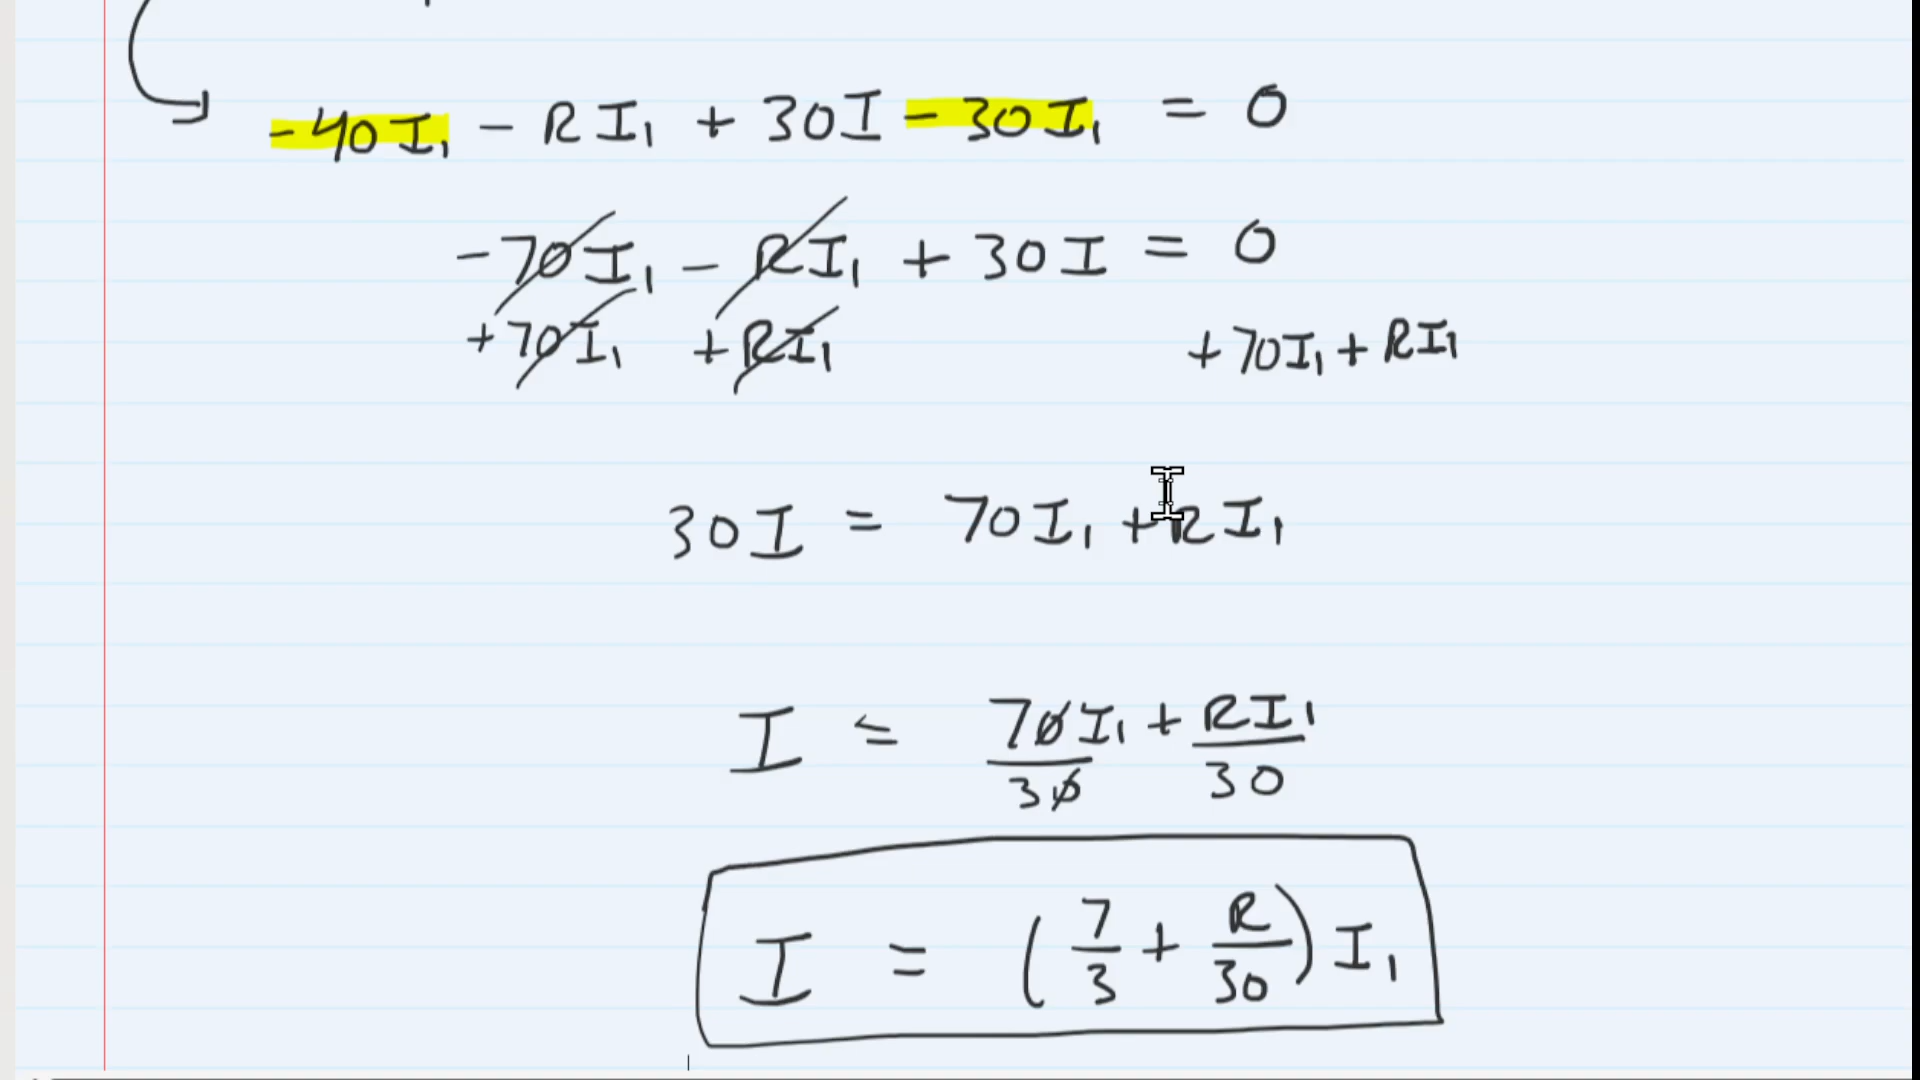 -40I₁ - RI₁ + 30I - 30I₁ = 0
-70I₁ - RI₁ + 30I = 0
+70I₁ +RI₁ +70I₁ + RI₁
30I = 70I₁ + RI₁
I = 70I₁/30 + RI₁/30
I = (7/3 + R/30) I₁